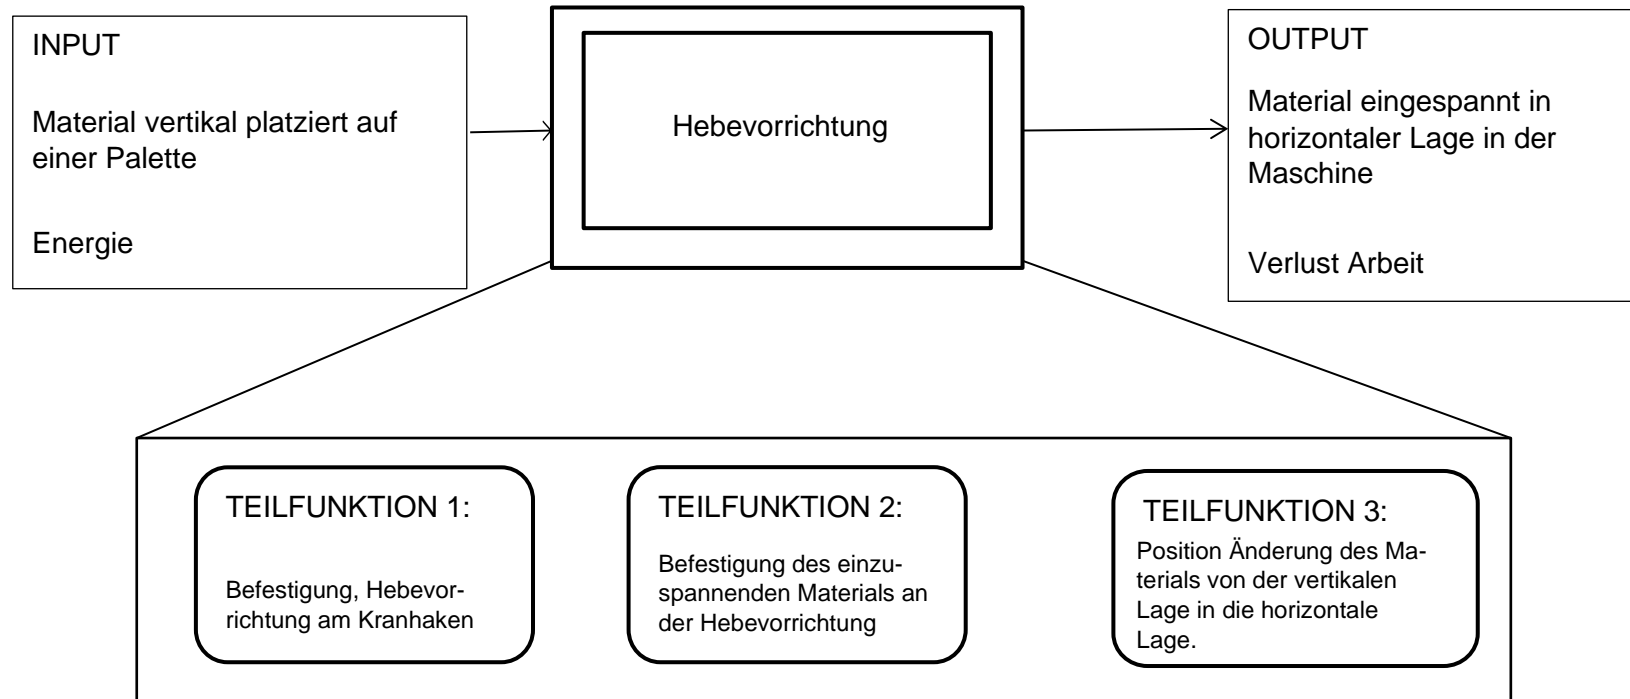 INPUT
Material vertikal platziert auf
einer Palette
Energie
Hebevorrichtung
OUTPUT
Material eingespannt in
horizontaler Lage in der
Maschine
Verlust Arbeit
TEILFUNKTION 1:
Befestigung, Hebevor-
richtung am Kranhaken
TEILFUNKTION 2:
Befestigung des einzu-
spannenden Materials an
der Hebevorrichtung
TEILFUNKTION 3:
Position Änderung des Ma-
terials von der vertikalen
Lage in die horizontale
Lage.